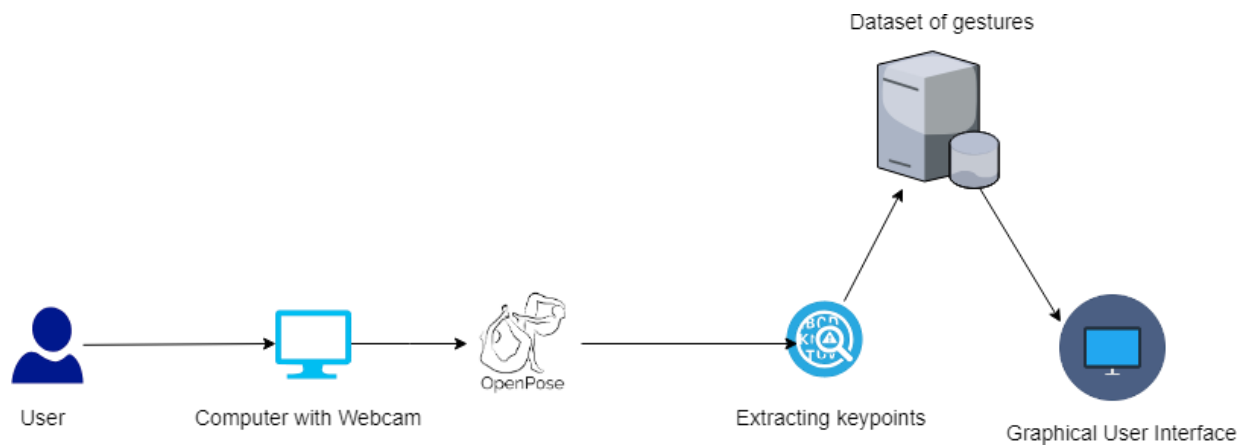 Dataset of gestures
OpenPose
User
Computer with Webcam
Extracting keypoints
Graphical User Interface